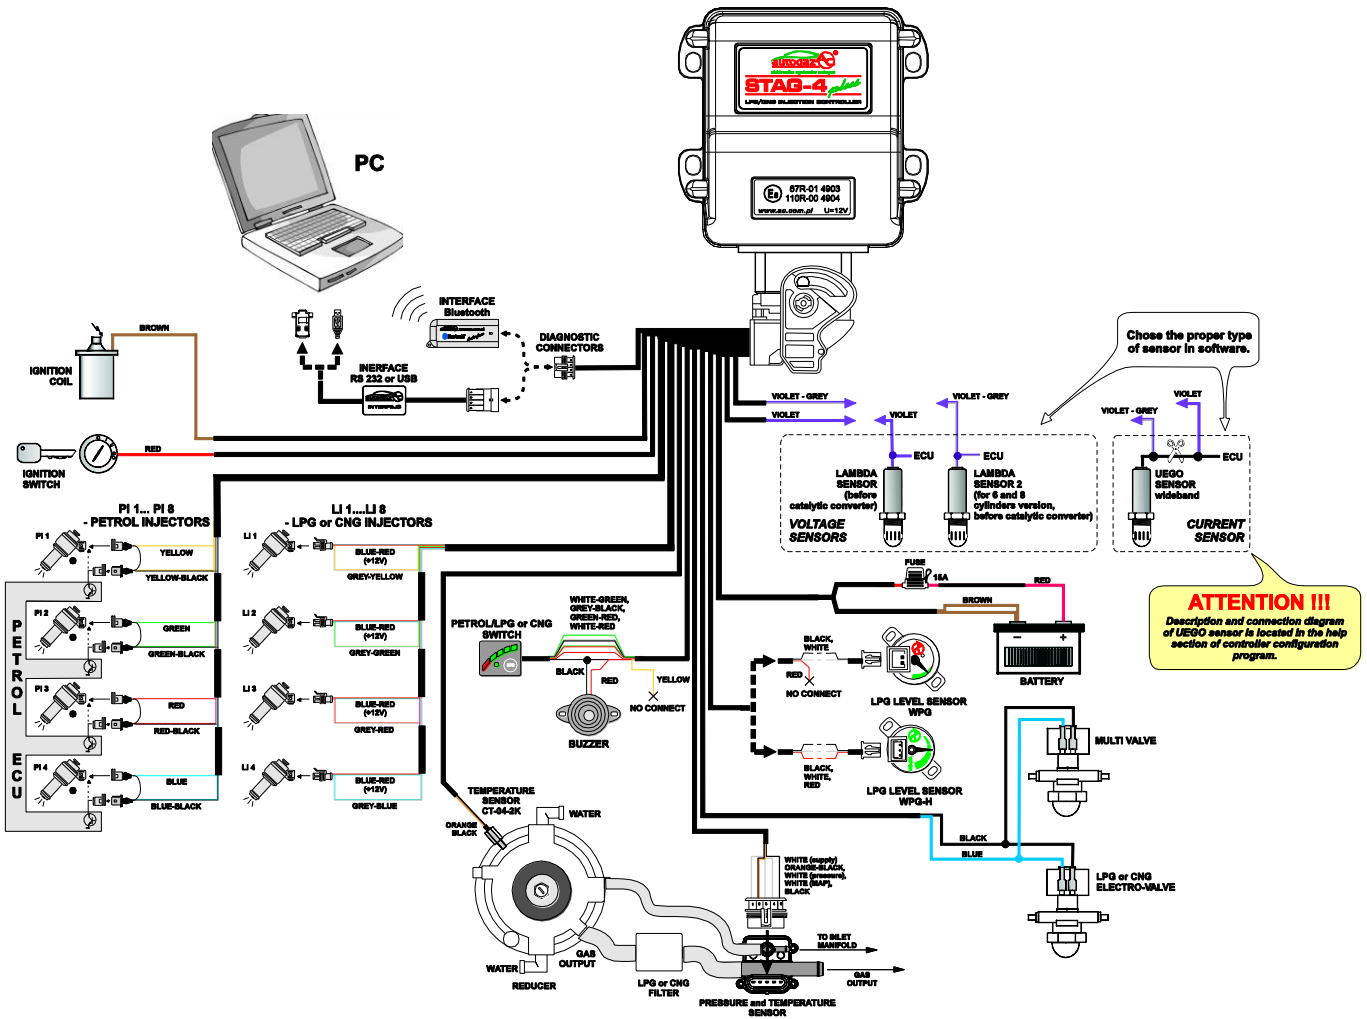 autogaz AC ®
elektroniczne systemy autogaz
STAG-4 plus
LPG/CNG INJECTION CONTROLLER
E8
67R-01 4903
110R-00 4904
www.ac.com.pl U=12V
PC
INTERFACE
Bluetooth
DIAGNOSTIC
CONNECTORS
INERFACE
RS 232 or USB
INTERFEJS
BROWN
IGNITION
COIL
RED
IGNITION
SWITCH
PI 1... PI 8
- PETROL INJECTORS
LI 1....LI 8
- LPG or CNG INJECTORS
PI 1
YELLOW
YELLOW-BLACK
PI 2
GREEN
GREEN-BLACK
PI 3
RED
RED-BLACK
PI 4
BLUE
BLUE-BLACK
PETROL ECU
LI 1
BLUE-RED
(+12V)
GREY-YELLOW
LI 2
BLUE-RED
(+12V)
GREY-GREEN
LI 3
BLUE-RED
(+12V)
GREY-RED
LI 4
BLUE-RED
(+12V)
GREY-BLUE
Chose the proper type
of sensor in software.
VIOLET - GREY
VIOLET
VIOLET
VIOLET - GREY
VIOLET - GREY
VIOLET
ECU
ECU
ECU
LAMBDA
SENSOR
(before
catalytic converter)
LAMBDA
SENSOR 2
(for 6 and 8
cylinders version,
before catalytic converter)
VOLTAGE
SENSORS
UEGO
SENSOR
wideband
CURRENT
SENSOR
ATTENTION !!!
Description and connection diagram
of UEGO sensor is located in the help
section of controller configuration
program.
FUSE
15A
RED
BROWN
- +
BATTERY
WHITE-GREEN,
GREY-BLACK,
GREEN-RED,
WHITE-RED
PETROL/LPG or CNG
SWITCH
BLACK
RED
YELLOW
NO CONNECT
BUZZER
BLACK,
WHITE
RED
NO CONNECT
LPG LEVEL SENSOR
WPG
BLACK,
WHITE,
RED
LPG LEVEL SENSOR
WPG-H
MULTI VALVE
BLACK
BLUE
LPG or CNG
ELECTRO-VALVE
TEMPERATURE
SENSOR
CT-04-2K
ORANGE
BLACK
WATER
WATER
REDUCER
GAS
OUTPUT
LPG or CNG
FILTER
WHITE (supply)
ORANGE-BLACK,
WHITE (pressure),
WHITE (MAP),
BLACK
TO INLET
MANIFOLD
GAS
OUTPUT
PRESSURE and TEMPERATURE
SENSOR